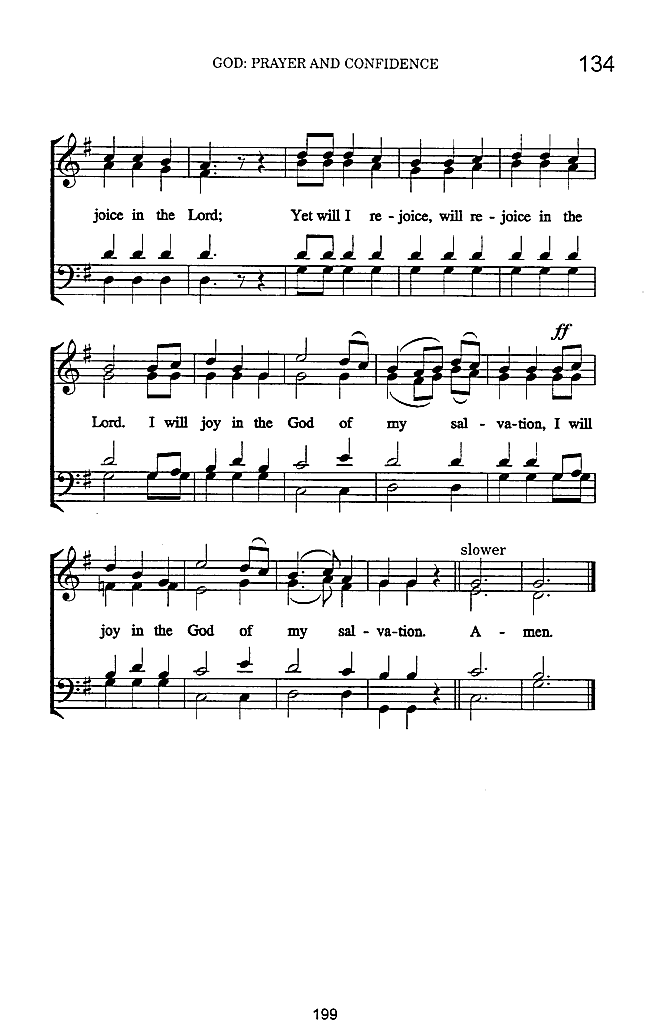 GOD: PRAYER AND CONFIDENCE 134
joice in the Lord; Yet will I re - joice, will re - joice in the
ff
Lord. I will joy in the God of my sal - va-tion, I will
slower
joy in the God of my sal - va-tion. A - men.
199